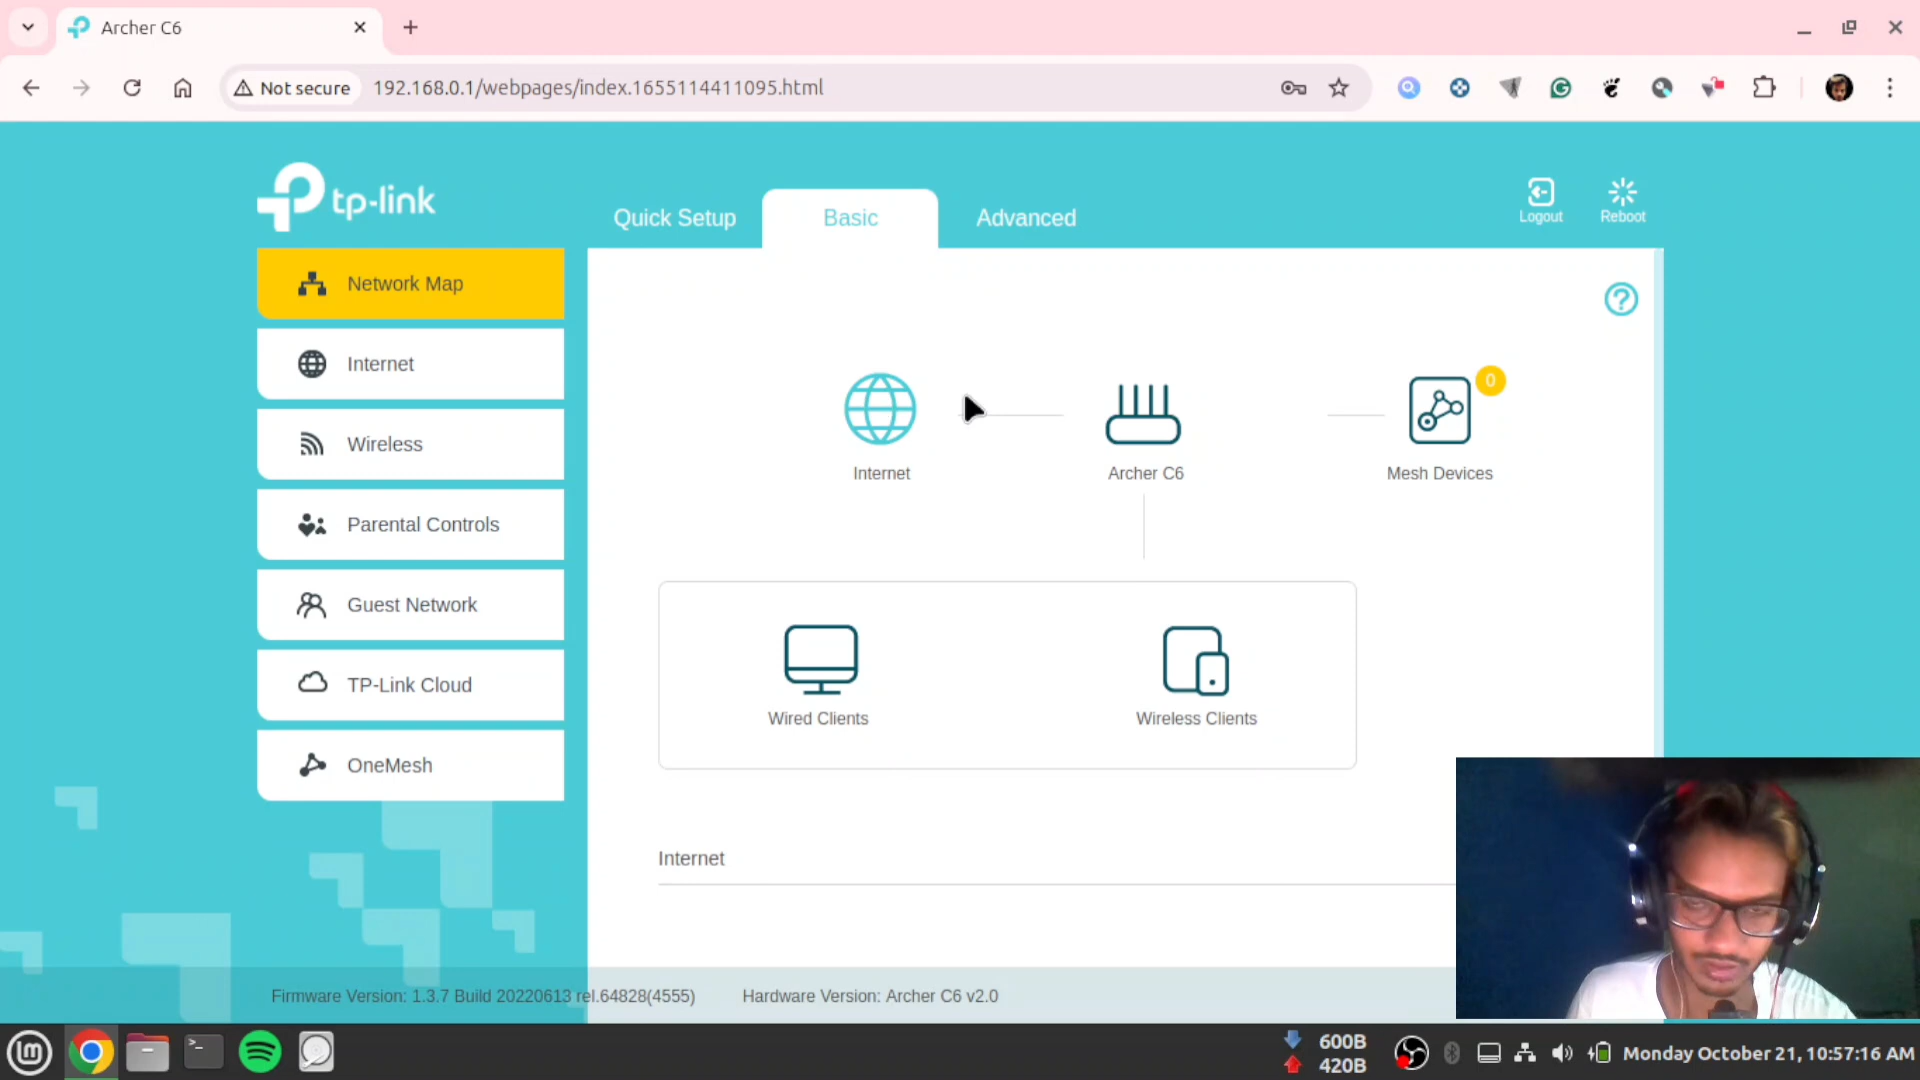 Archer C6
Not secure
192.168.0.1/webpages/index.1655114411095.html
tp-link
Quick Setup
Basic
Advanced
Logout
Reboot
Network Map
Internet
Wireless
Parental Controls
Guest Network
TP-Link Cloud
OneMesh
?
0
Internet
Archer C6
Mesh Devices
Wired Clients
Wireless Clients
Internet
Firmware Version: 1.3.7 Build 20220613 rel.64828(4555)
Hardware Version: Archer C6 v2.0
600B
420B
Monday October 21, 10:57:16 AM